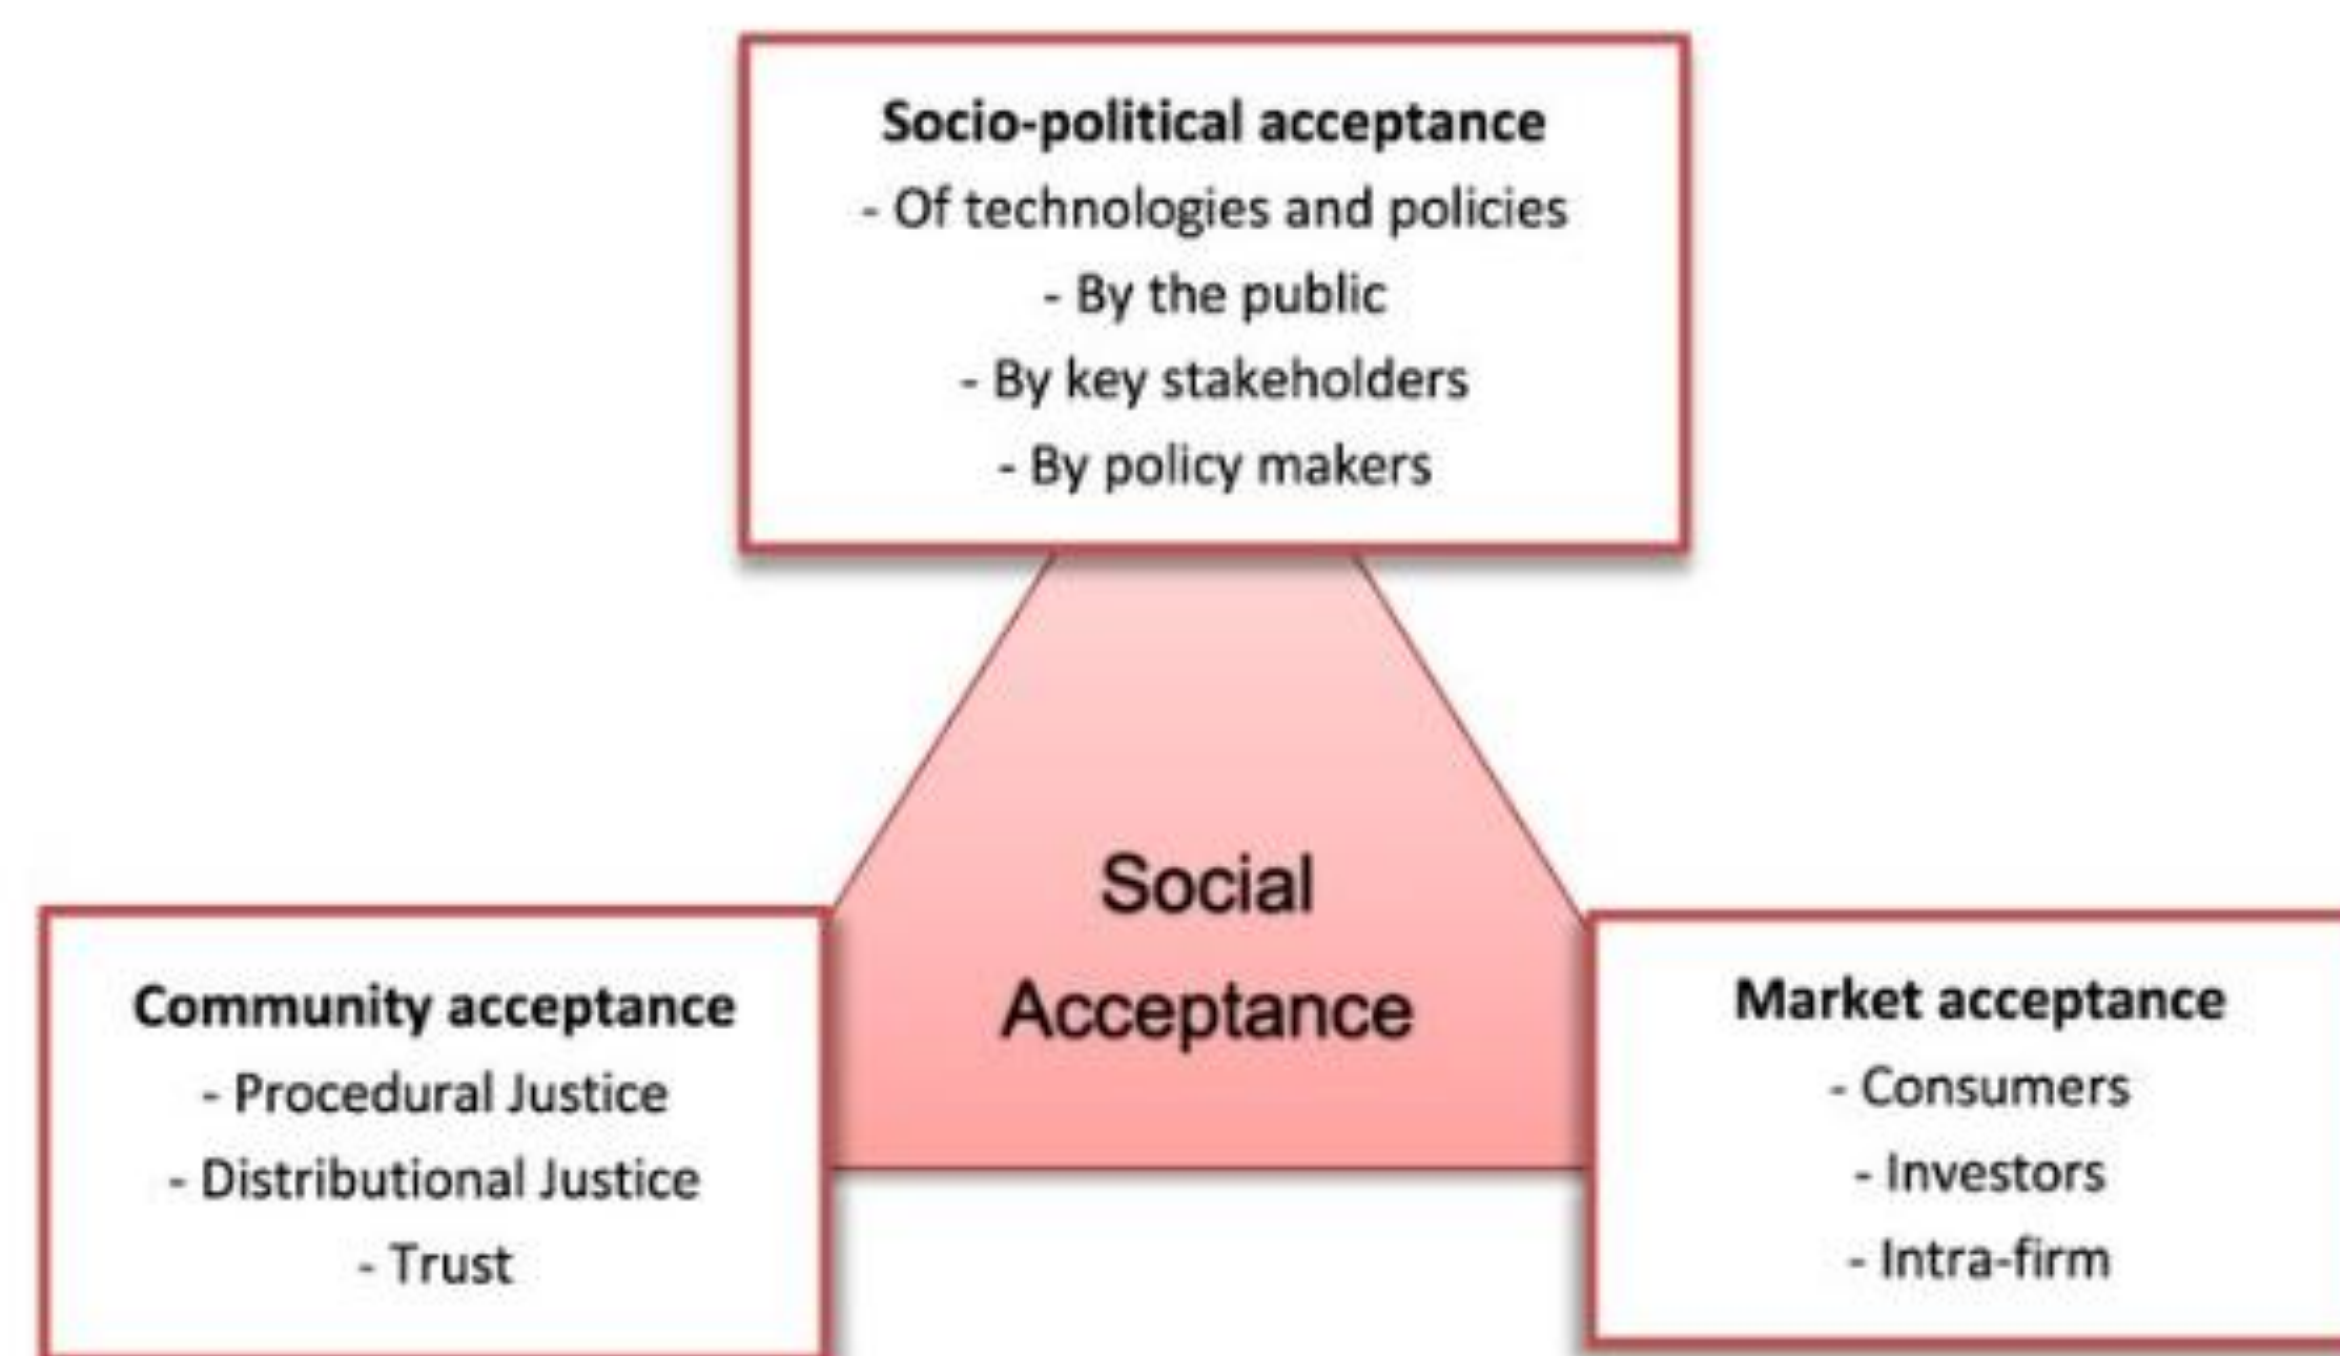 Socio-political acceptance
- Of technologies and policies
- By the public
- By key stakeholders
- By policy makers
Social
Acceptance
Community acceptance
- Procedural Justice
- Distributional Justice
- Trust
Market acceptance
- Consumers
- Investors
- Intra-firm